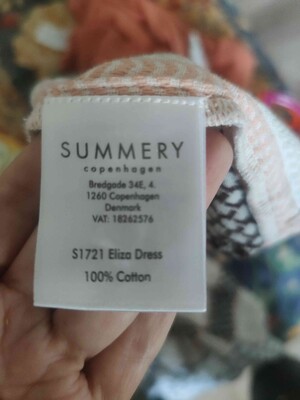 SUMMERY
copenhagen
Bredgade 34E, 4.
1260 Copenhagen
Denmark
VAT: 18262576
S1721 Eliza Dress
100% Cotton